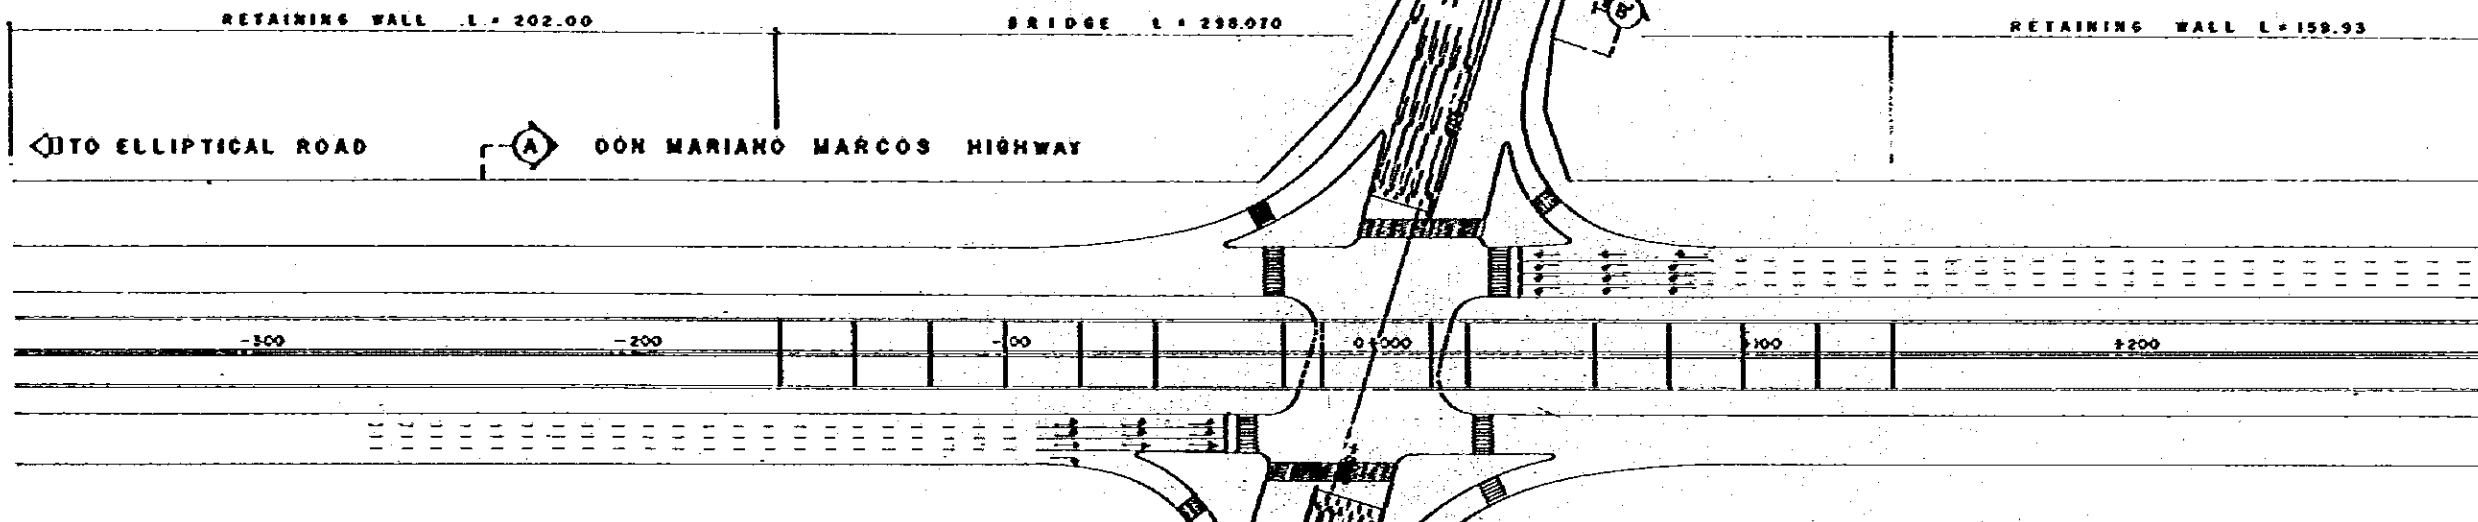 RETAINING WALL L = 202.00
BRIDGE L = 298.070
RETAINING WALL L = 159.93
B
TO ELLIPTICAL ROAD
A
DON MARIANO MARCOS HIGHWAY
-300
-200
-100
0+000
+100
+200